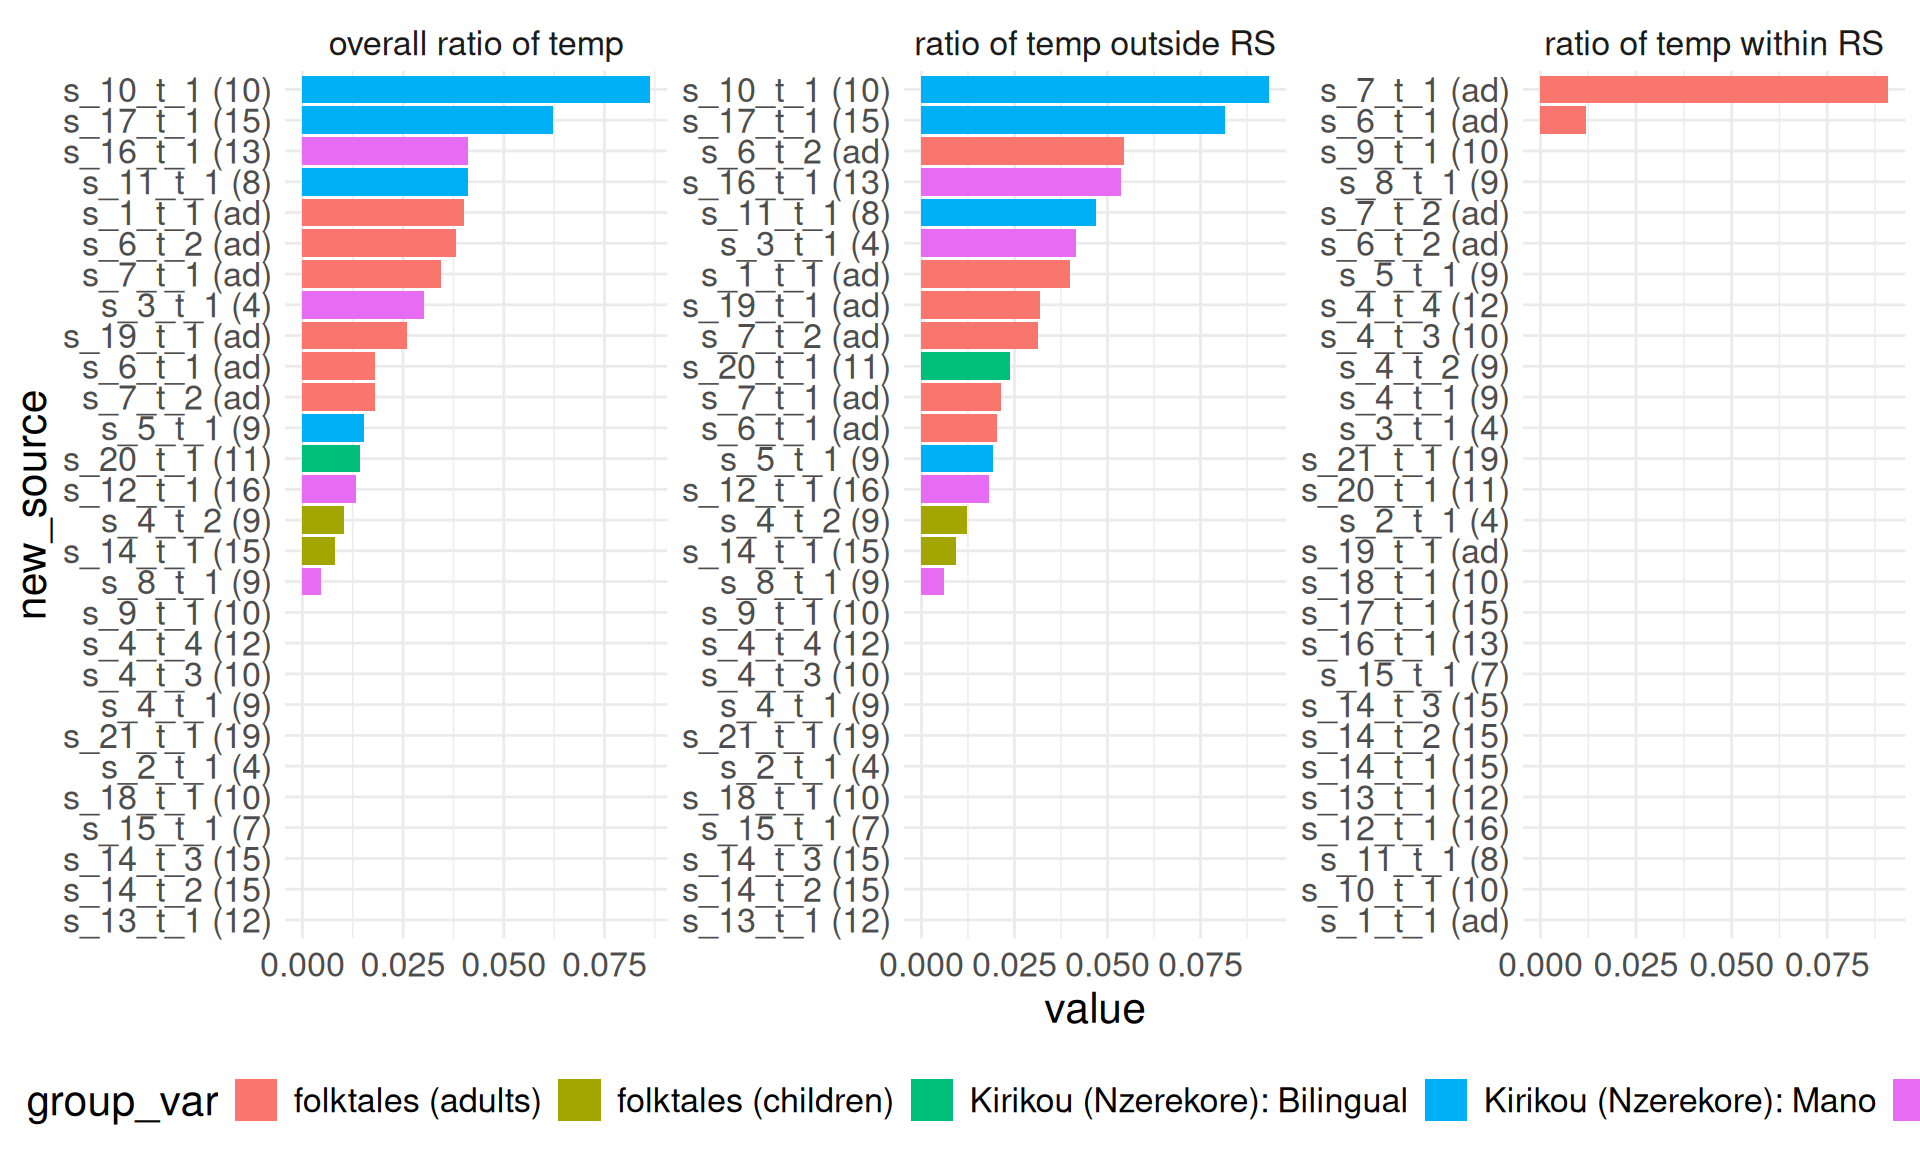 overall ratio of temp
ratio of temp outside RS
ratio of temp within RS
new_source
s_10_t_1 (10)
s_17_t_1 (15)
s_16_t_1 (13)
s_11_t_1 (8)
s_1_t_1 (ad)
s_6_t_2 (ad)
s_7_t_1 (ad)
s_3_t_1 (4)
s_19_t_1 (ad)
s_6_t_1 (ad)
s_7_t_2 (ad)
s_5_t_1 (9)
s_20_t_1 (11)
s_12_t_1 (16)
s_4_t_2 (9)
s_14_t_1 (15)
s_8_t_1 (9)
s_9_t_1 (10)
s_4_t_4 (12)
s_4_t_3 (10)
s_4_t_1 (9)
s_21_t_1 (19)
s_2_t_1 (4)
s_18_t_1 (10)
s_15_t_1 (7)
s_14_t_3 (15)
s_14_t_2 (15)
s_13_t_1 (12)
0.000 0.025 0.050 0.075
s_10_t_1 (10)
s_17_t_1 (15)
s_6_t_2 (ad)
s_16_t_1 (13)
s_11_t_1 (8)
s_3_t_1 (4)
s_1_t_1 (ad)
s_19_t_1 (ad)
s_7_t_2 (ad)
s_20_t_1 (11)
s_7_t_1 (ad)
s_6_t_1 (ad)
s_5_t_1 (9)
s_12_t_1 (16)
s_4_t_2 (9)
s_14_t_1 (15)
s_8_t_1 (9)
s_9_t_1 (10)
s_4_t_4 (12)
s_4_t_3 (10)
s_4_t_1 (9)
s_21_t_1 (19)
s_2_t_1 (4)
s_18_t_1 (10)
s_15_t_1 (7)
s_14_t_3 (15)
s_14_t_2 (15)
s_13_t_1 (12)
0.000 0.025 0.050 0.075
s_7_t_1 (ad)
s_6_t_1 (ad)
s_9_t_1 (10)
s_8_t_1 (9)
s_7_t_2 (ad)
s_6_t_2 (ad)
s_5_t_1 (9)
s_4_t_4 (12)
s_4_t_3 (10)
s_4_t_2 (9)
s_4_t_1 (9)
s_3_t_1 (4)
s_21_t_1 (19)
s_20_t_1 (11)
s_2_t_1 (4)
s_19_t_1 (ad)
s_18_t_1 (10)
s_17_t_1 (15)
s_16_t_1 (13)
s_15_t_1 (7)
s_14_t_3 (15)
s_14_t_2 (15)
s_14_t_1 (15)
s_13_t_1 (12)
s_12_t_1 (16)
s_11_t_1 (8)
s_10_t_1 (10)
s_1_t_1 (ad)
0.000 0.025 0.050 0.075
value
group_var folktales (adults) folktales (children) Kirikou (Nzerekore): Bilingual Kirikou (Nzerekore): Mano